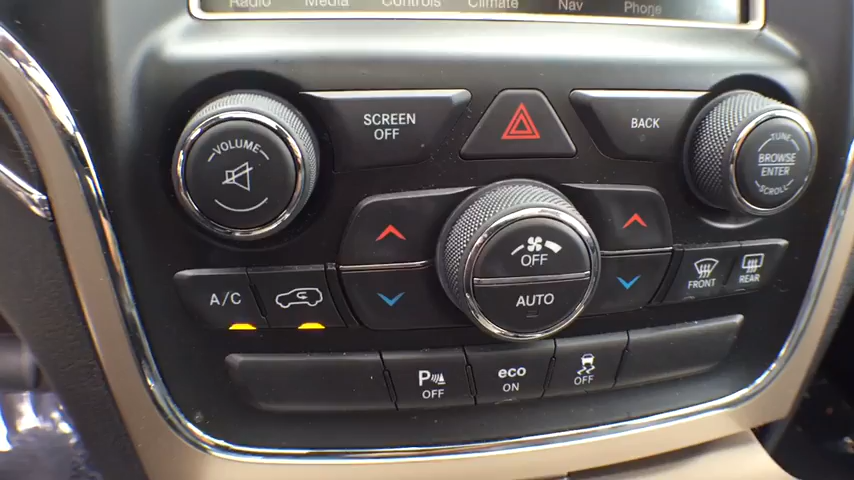 Radio Media Controls Climate Nav Phone
VOLUME
SCREEN
OFF
BACK
TUNE
BROWSE
ENTER
SCROLL
OFF
AUTO
A/C
FRONT
REAR
P
OFF
eco
ON
OFF